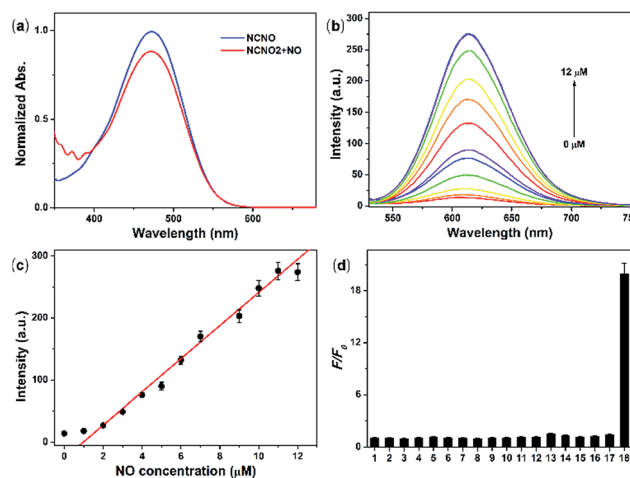 (a)
NCNO
NCNO2+NO
Normalized Abs.
1.0
0.5
0.0
400
500
600
Wavelength (nm)
(b)
300
250
200
150
100
50
0
Intensity (a.u.)
12 μM
0 μM
550
600
650
700
750
Wavelength (nm)
(c)
300
200
100
0
Intensity (a.u.)
0 2 4 6 8 10 12
NO concentration (μM)
(d)
18
12
6
0
F/F0
1 2 3 4 5 6 7 8 9 10 11 12 13 14 15 16 17 18